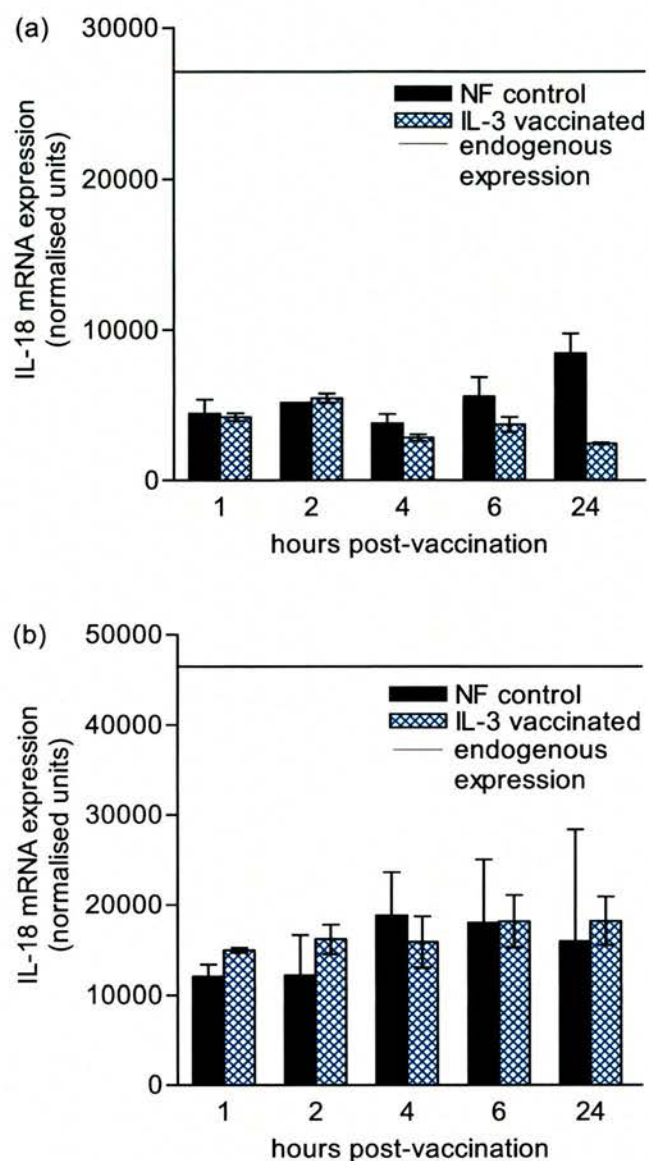 (a)
30000
20000
10000
0
IL-18 mRNA expression
(normalised units)
NF control
IL-3 vaccinated
endogenous
expression
1 2 4 6 24
hours post-vaccination
(b)
50000
40000
30000
20000
10000
0
IL-18 mRNA expression
(normalised units)
NF control
IL-3 vaccinated
endogenous
expression
1 2 4 6 24
hours post-vaccination